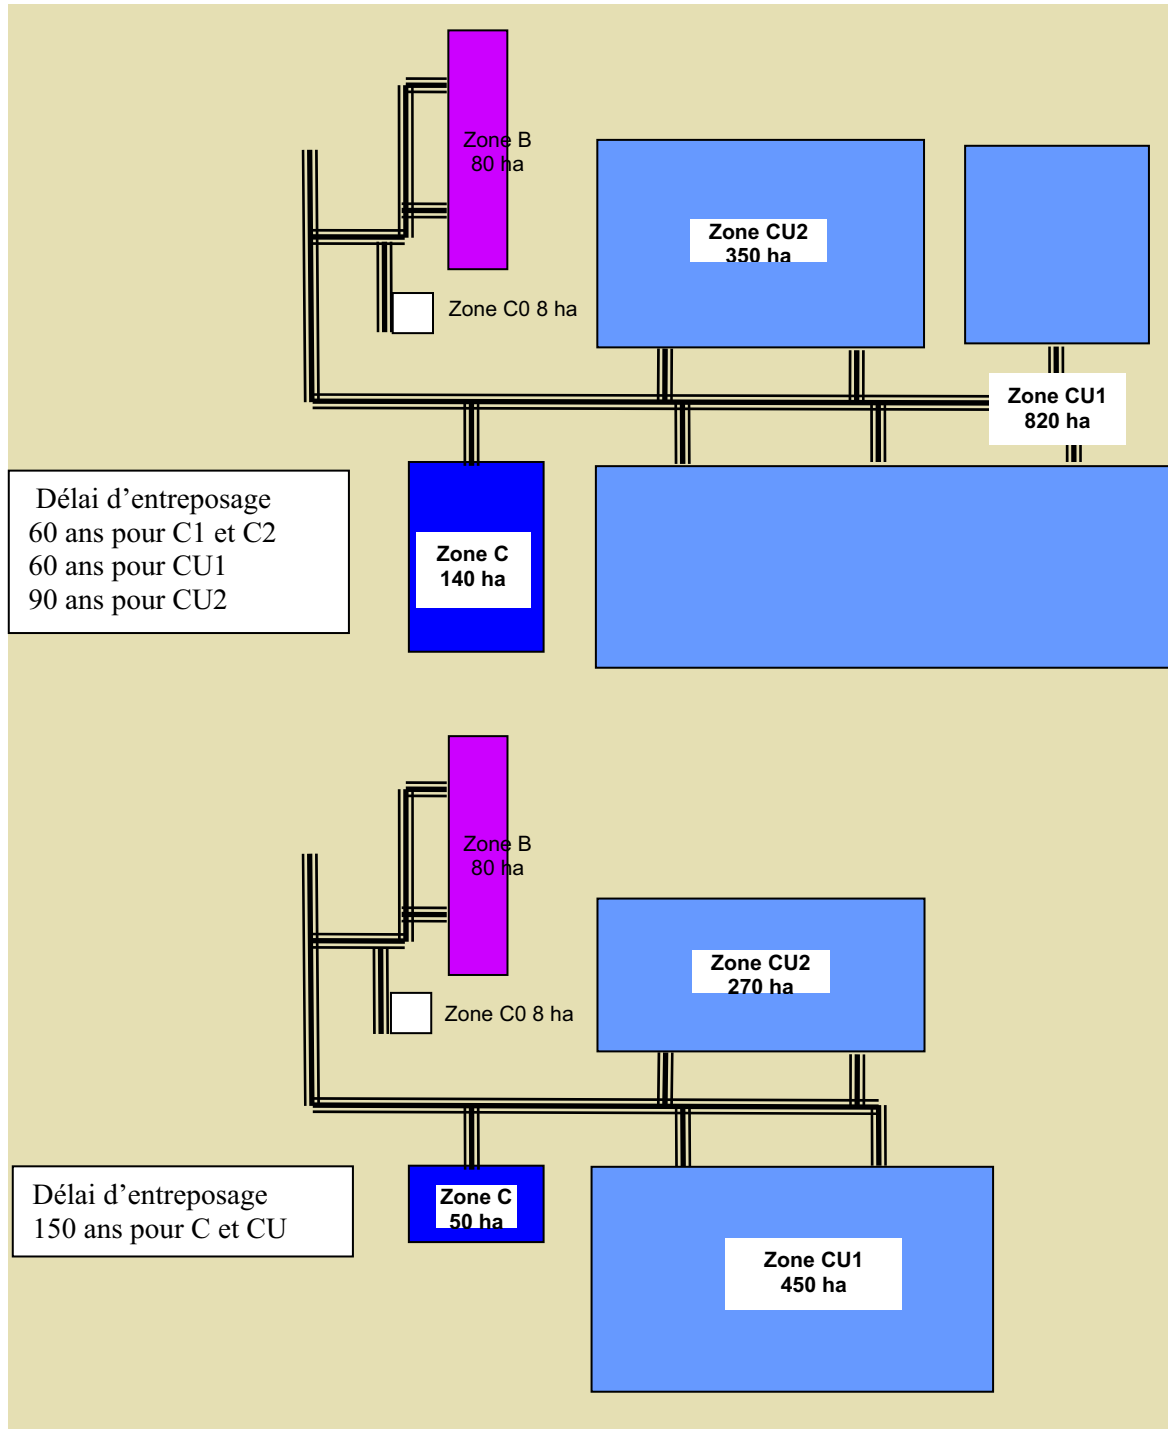 Zone B
80 ha
Zone CU2
350 ha
Zone C0 8 ha
Zone CU1
820 ha
Délai d’entreposage
60 ans pour C1 et C2
60 ans pour CU1
90 ans pour CU2
Zone C
140 ha
Zone B
80 ha
Zone CU2
270 ha
Zone C0 8 ha
Délai d’entreposage
150 ans pour C et CU
Zone C
50 ha
Zone CU1
450 ha